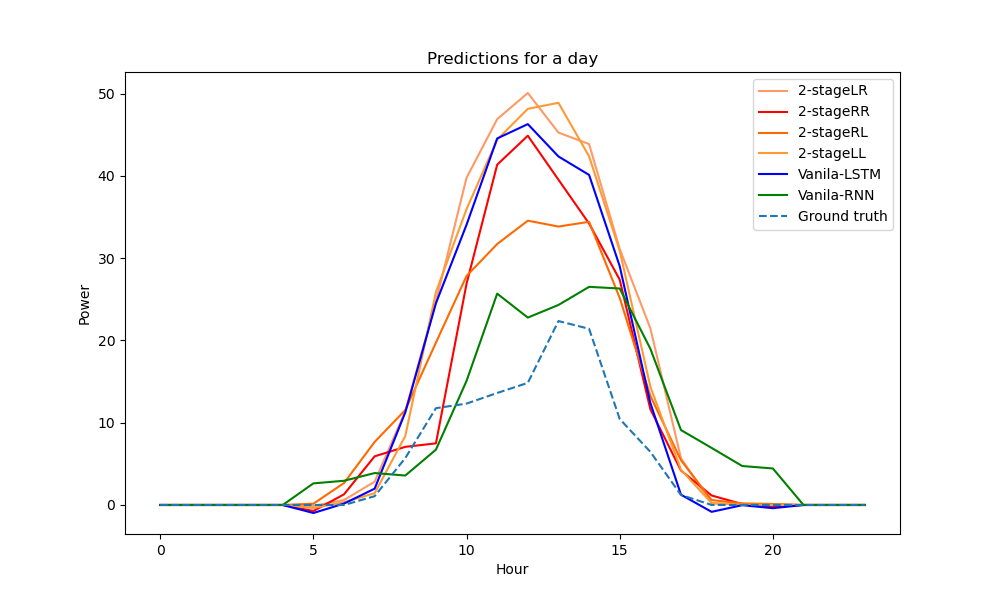 Predictions for a day
2-stageLR
2-stageRR
2-stageRL
2-stageLL
Vanila-LSTM
Vanila-RNN
Ground truth
50
40
30
20
10
0
Power
0 5 10 15 20
Hour